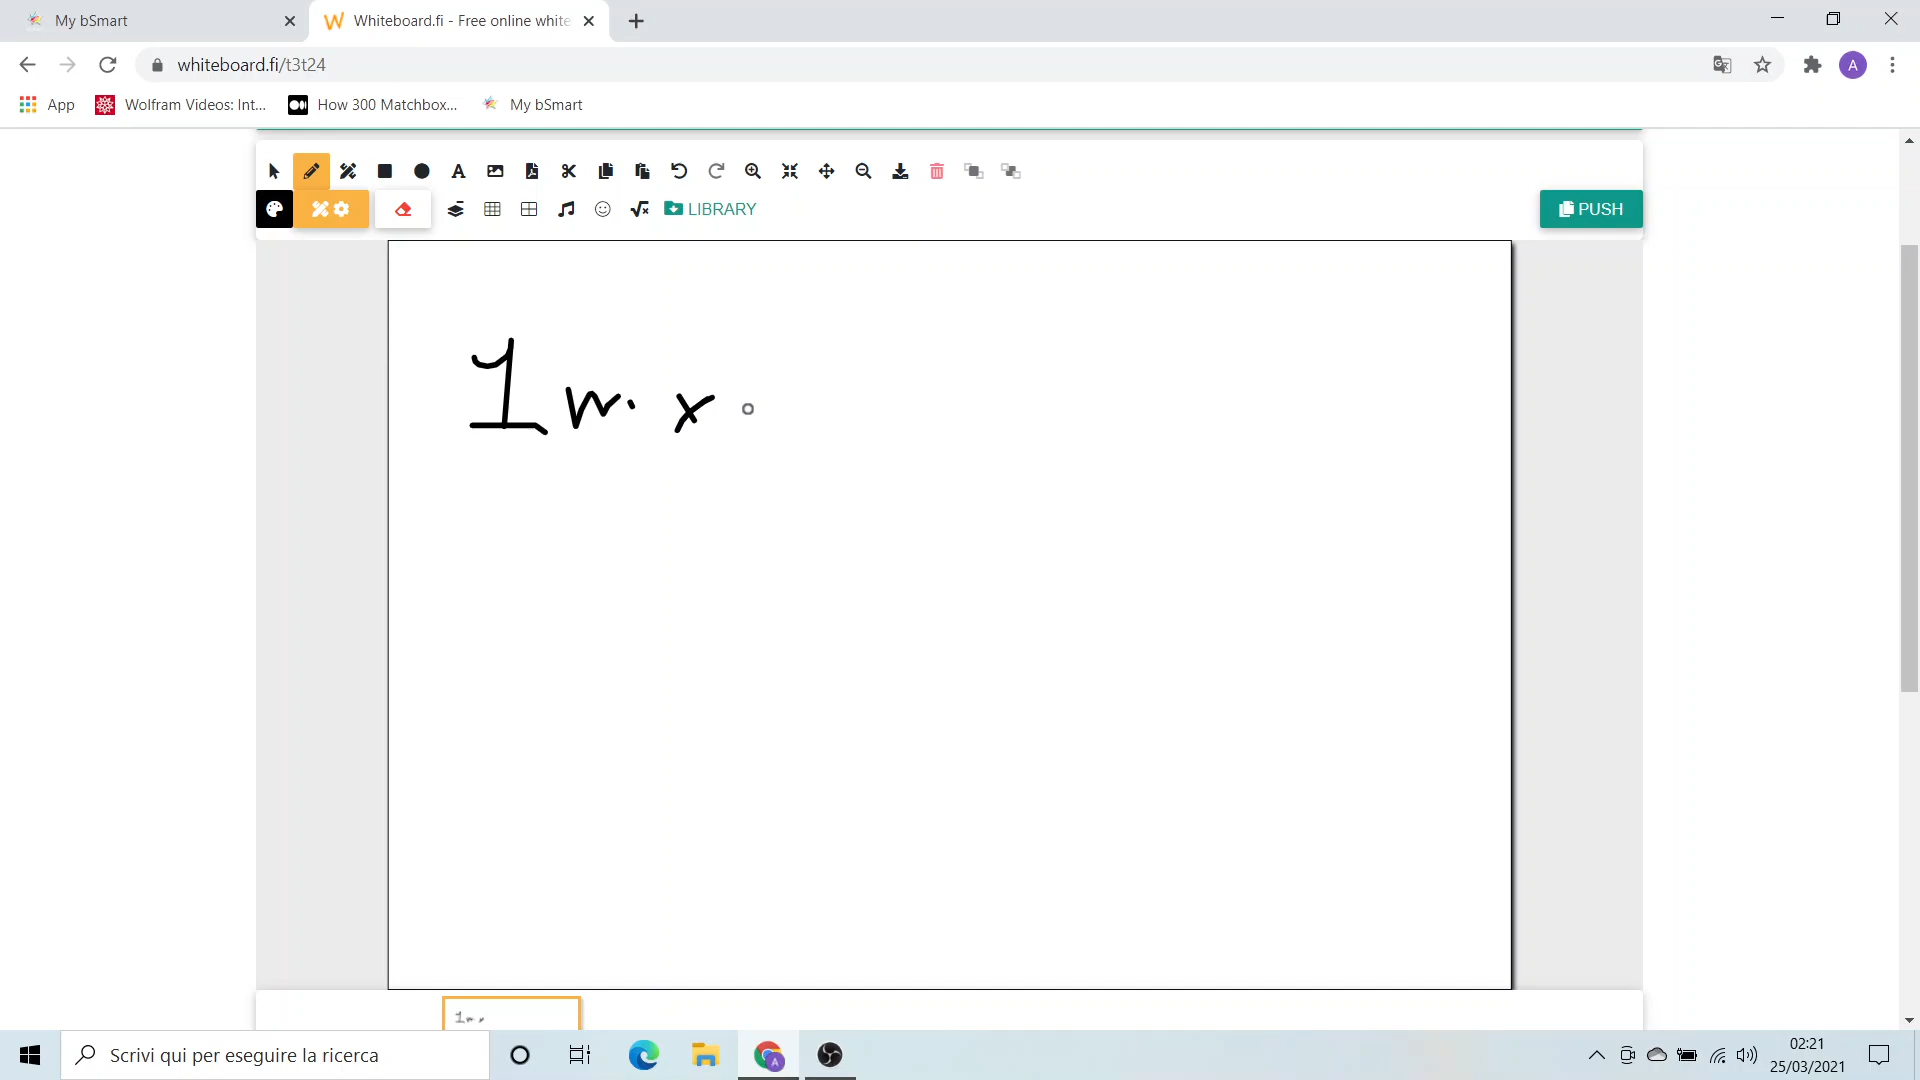 My bSmart
Whiteboard.fi - Free online white
whiteboard.fi/t3t24
App
Wolfram Videos: Int...
How 300 Matchbox...
My bSmart
A
LIBRARY
PUSH
1 m. x
Scrivi qui per eseguire la ricerca
02:21
25/03/2021